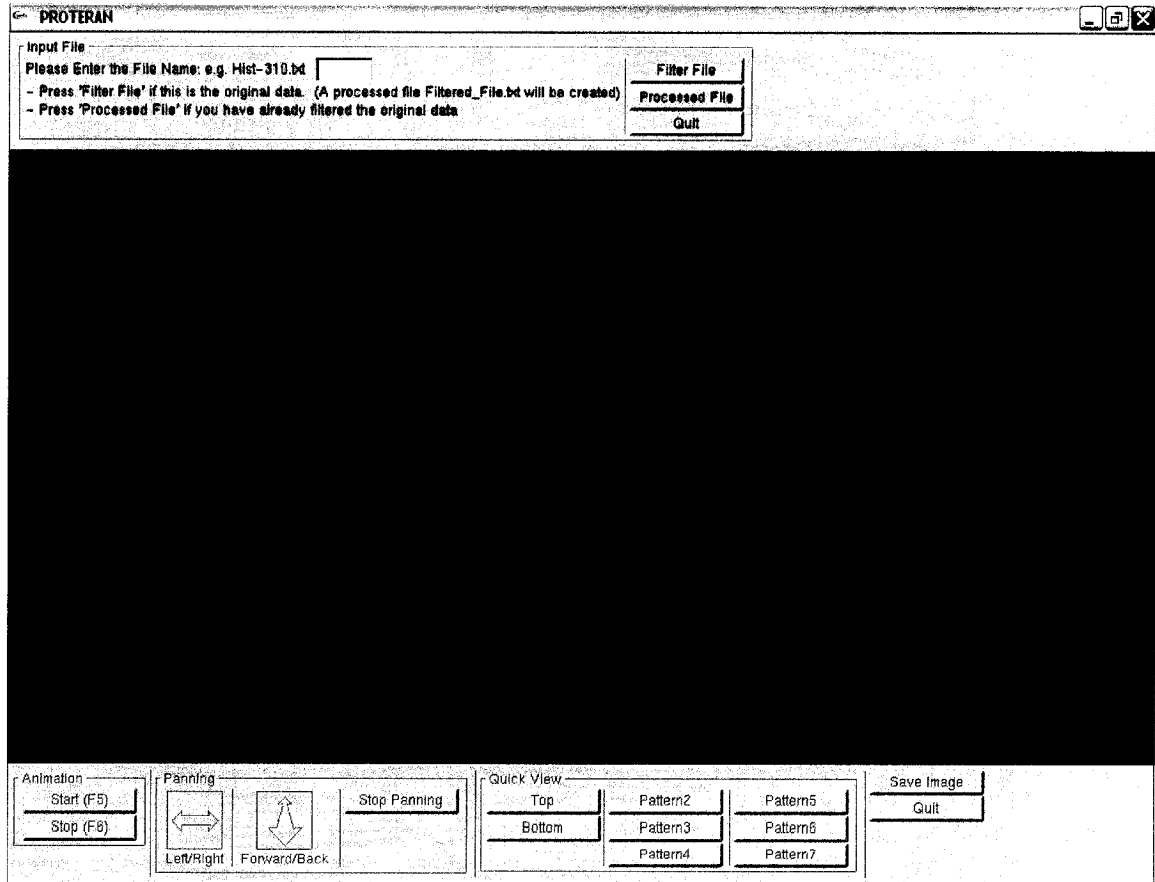 PROTERAN
Input File
Please Enter the File Name: e.g. Hist-310.txt
- Press 'Filter File' if this is the original data. (A processed file Filtered_File.txt will be created)
- Press 'Processed File' if you have already filtered the original data
Filter File
Processed File
Quit
Animation
Start (F5)
Stop (F6)
Panning
Left/Right
Forward/Back
Stop Panning
Quick View
Top
Bottom
Pattern2
Pattern3
Pattern4
Pattern5
Pattern6
Pattern7
Save Image
Quit